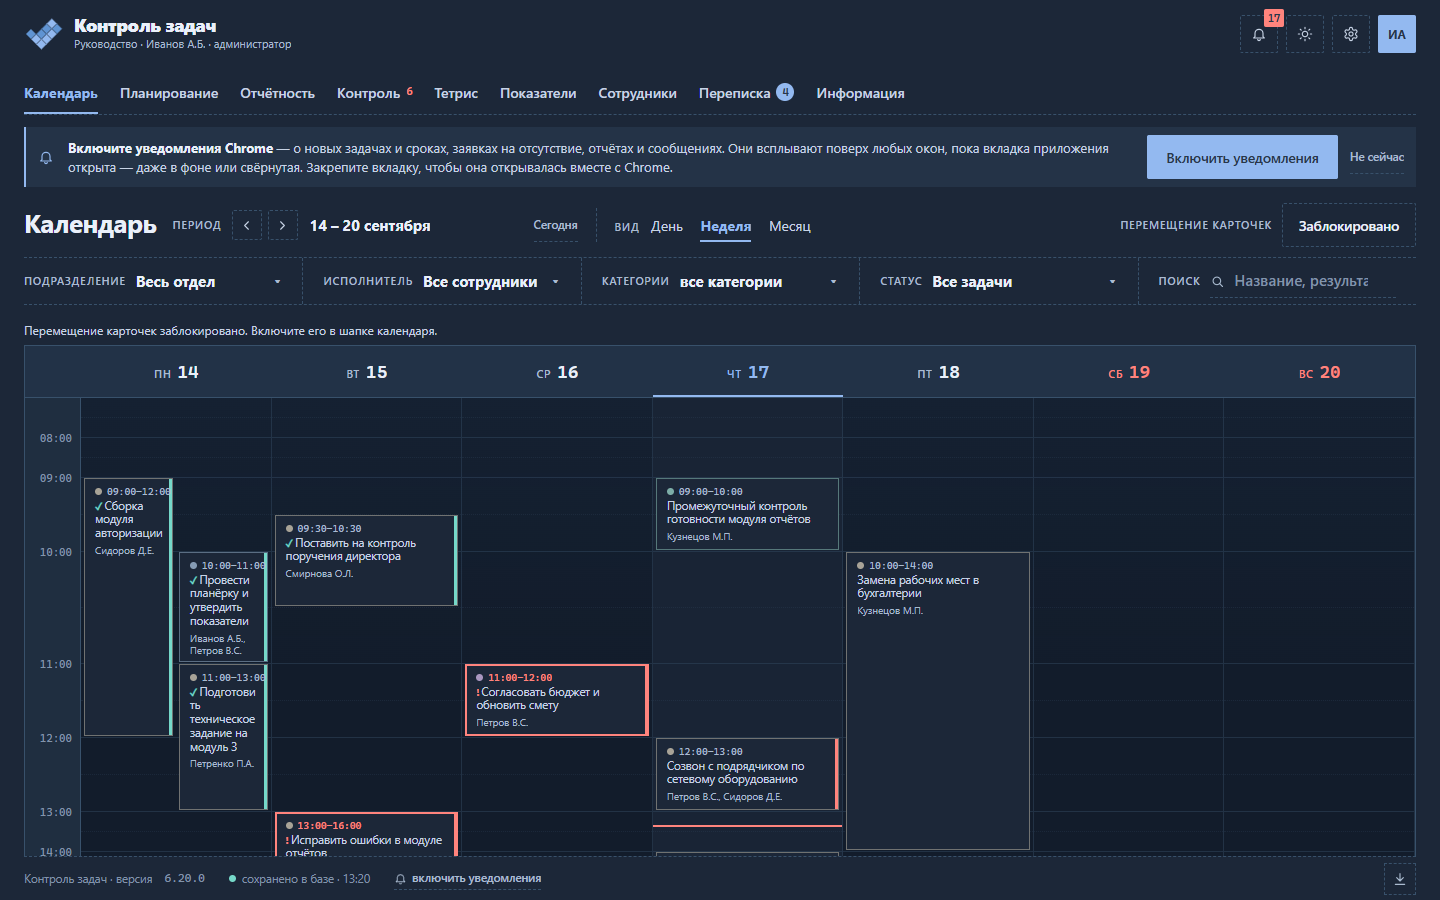 Контроль задач
Руководство · Иванов А.Б. · администратор
17
ИА
Календарь
Планирование
Отчётность
Контроль 6
Тетрис
Показатели
Сотрудники
Переписка 4
Информация
Включите уведомления Chrome — о новых задачах и сроках, заявках на отсутствие, отчётах и сообщениях. Они всплывают поверх любых окон, пока вкладка приложения
открыта — даже в фоне или свёрнутая. Закрепите вкладку, чтобы она открывалась вместе с Chrome.
Включить уведомления
Не сейчас
Календарь
ПЕРИОД
14 – 20 сентября
Сегодня
ВИД
День
Неделя
Месяц
ПЕРЕМЕЩЕНИЕ КАРТОЧЕК
Заблокировано
ПОДРАЗДЕЛЕНИЕ
Весь отдел
ИСПОЛНИТЕЛЬ
Все сотрудники
КАТЕГОРИИ
все категории
СТАТУС
Все задачи
ПОИСК
Название, результа
Перемещение карточек заблокировано. Включите его в шапке календаря.
ПН 14
ВТ 15
СР 16
ЧТ 17
ПТ 18
СБ 19
ВС 20
08:00
09:00
10:00
11:00
12:00
13:00
14:00
09:00–12:00
✓Сборка
модуля
авторизации
Сидоров Д.Е.
10:00–11:00
✓Провести
планёрку и
утвердить
показатели
Иванов А.Б.,
Петров В.С.
11:00–13:00
✓Подготови
ть
техническое
задание на
модуль 3
Петренко П.А.
09:30–10:30
✓Поставить на контроль
поручения директора
Смирнова О.Л.
13:00–16:00
!Исправить ошибки в модуле
отчётов
11:00–12:00
!Согласовать бюджет и
обновить смету
Петров В.С.
09:00–10:00
Промежуточный контроль
готовности модуля отчётов
Кузнецов М.П.
12:00–13:00
Созвон с подрядчиком по
сетевому оборудованию
Петров В.С., Сидоров Д.Е.
10:00–14:00
Замена рабочих мест в
бухгалтерии
Кузнецов М.П.
Контроль задач · версия 6.20.0
сохранено в базе · 13:20
включить уведомления